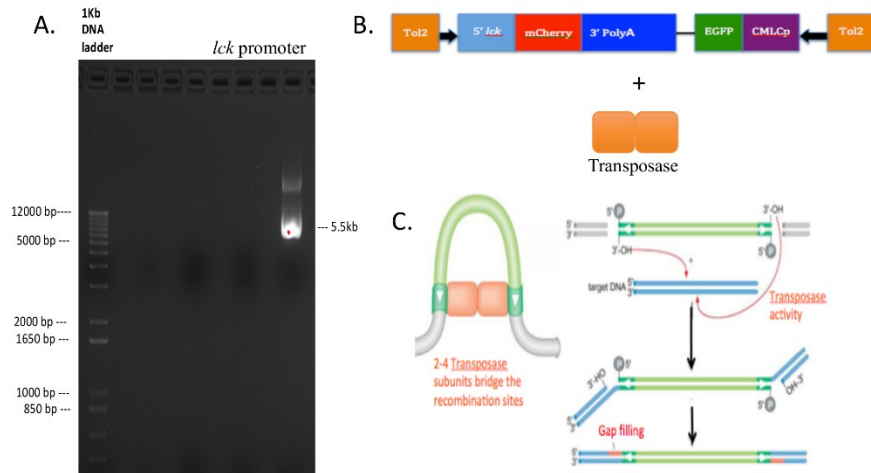 A.
1Kb
DNA
ladder
lck promoter
12000 bp----
5000 bp ---
2000 bp ---
1650 bp ---
1000 bp ---
850 bp ---
--- 5.5kb
B.
Tol2
5' lck
mCherry
3' PolyA
EGFP
CMLCp
Tol2
+
Transposase
C.
2-4 Transposase
subunits bridge the
recombination sites
5'
P
3'-OH
5'
3'
3'-OH
5'
P
+
target DNA
5'
3'
Transposase
activity
3'-HO
P
5'
5'
P
OH-3'
Gap filling
5'
3'